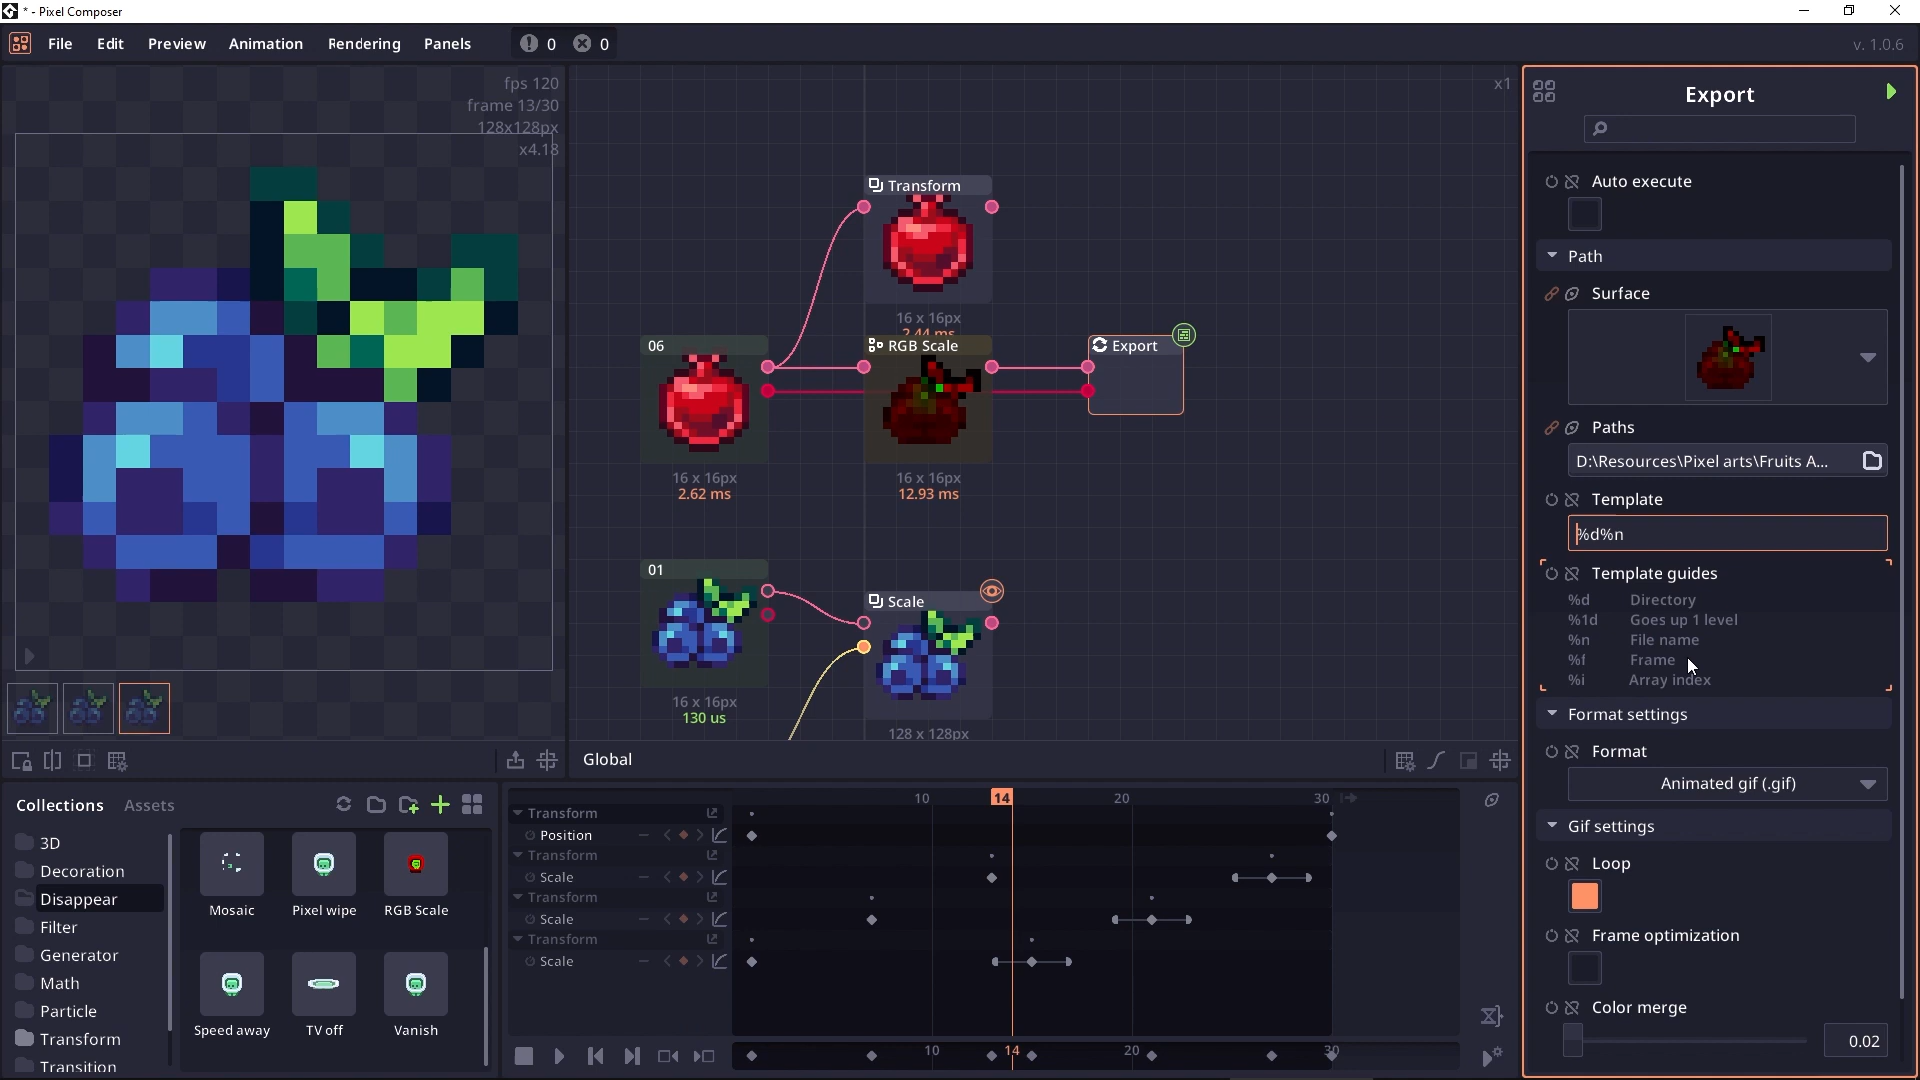 * - Pixel Composer
File Edit Preview Animation Rendering Panels 0 0 v. 1.0.6
fps 120
frame 13/30
128x128px
x4.18
x1
Transform
16 x 16px
2.44 ms
06
16 x 16px
2.62 ms
RGB Scale
16 x 16px
12.93 ms
Export
01
16 x 16px
130 us
Scale
128 x 128px
Global
Export
Auto execute
Path
Surface
Paths
D:\Resources\Pixel arts\Fruits A...
Template
%d%n
Template guides
%d Directory
%1d Goes up 1 level
%n File name
%f Frame
%i Array index
Format settings
Format
Animated gif (.gif)
Gif settings
Loop
Frame optimization
Color merge
0.02
Collections Assets
3D
Decoration
Disappear
Filter
Generator
Math
Particle
Transform
Transition
Mosaic Pixel wipe RGB Scale
Speed away TV off Vanish
10 14 20 30
Transform
Position
Transform
Scale
Transform
Scale
Transform
Scale
10 14 20 30